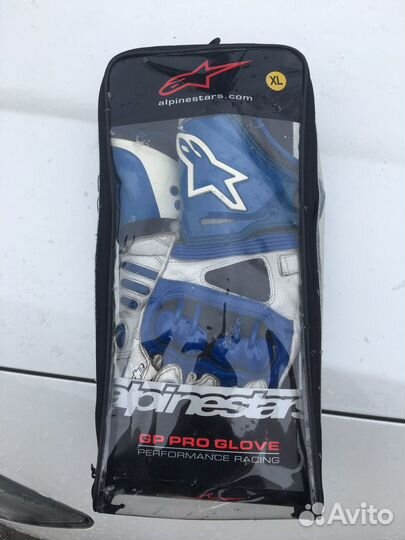 XL
alpinestars.com
alpinestars
GP PRO GLOVE
PERFORMANCE RACING
Avito